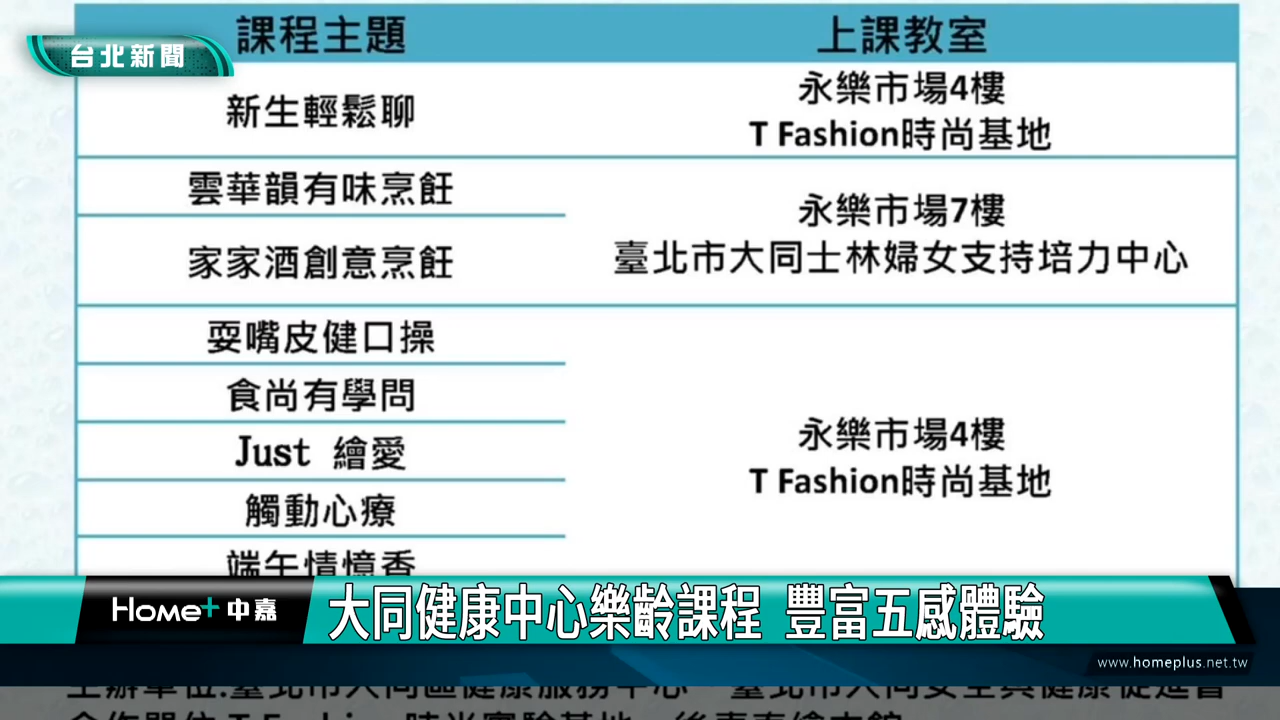 台北新聞
課程主題 上課教室
新生輕鬆聊
永樂市場4樓
T Fashion時尚基地
雲華韻有味烹飪
家家酒創意烹飪
永樂市場7樓
臺北市大同士林婦女支持培力中心
耍嘴皮健口操
食尚有學問
Just 繪愛
觸動心療
端午情憶香
永樂市場4樓
T Fashion時尚基地
Home+中嘉
大同健康中心樂齡課程 豐富五感體驗
www.homeplus.net.tw